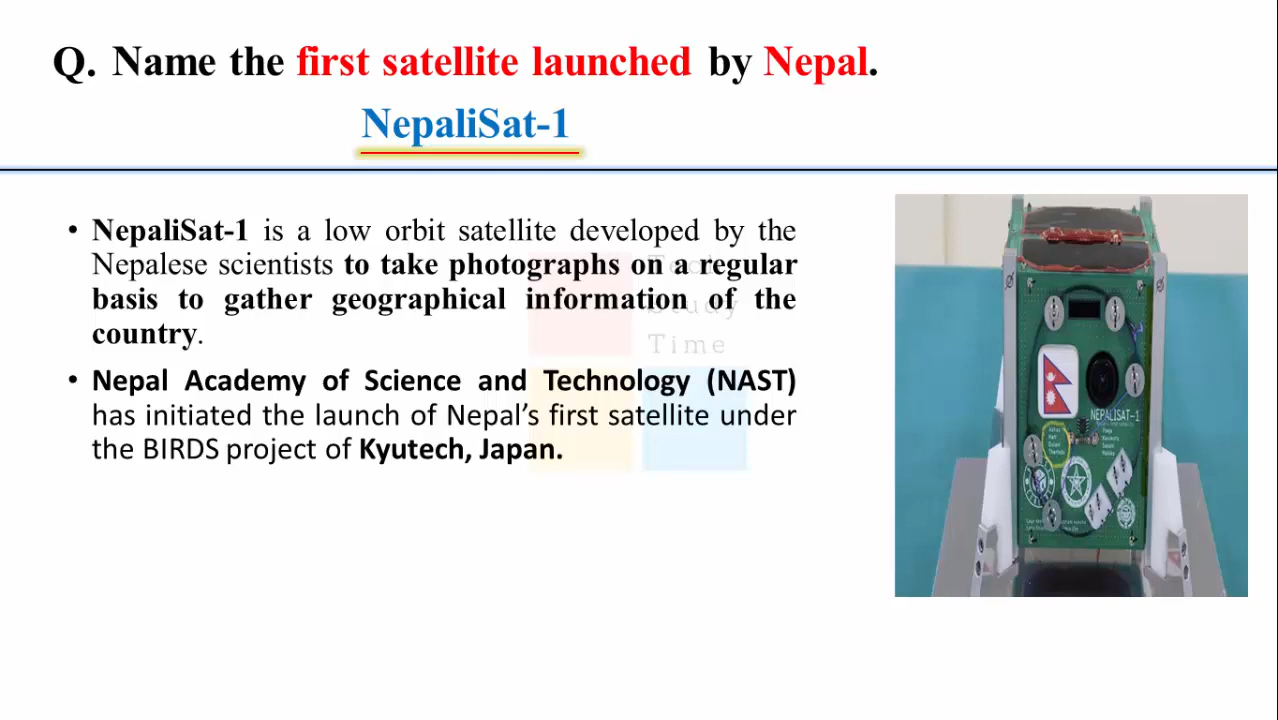 Q. Name the first satellite launched by Nepal.
NepaliSat-1
• NepaliSat-1 is a low orbit satellite developed by the
Nepalese scientists to take photographs on a regular
basis to gather geographical information of the
country.
• Nepal Academy of Science and Technology (NAST)
has initiated the launch of Nepal's first satellite under
the BIRDS project of Kyutech, Japan.
Study
Time
NEPALISAT-1